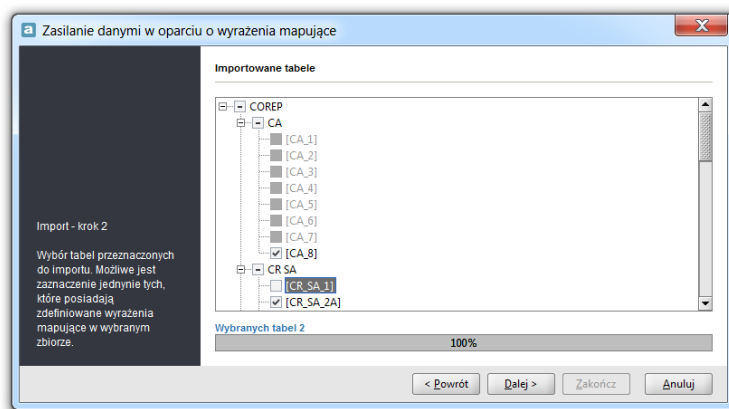 a Zasilanie danymi w oparciu o wyrażenia mapujące
Importowane tabele
COREP
CA
[CA_1]
[CA_2]
[CA_3]
[CA_4]
[CA_5]
[CA_6]
[CA_7]
[CA_8]
CR SA
[CR_SA_1]
[CR_SA_2A]
Import - krok 2
Wybór tabel przeznaczonych
do importu. Możliwe jest
zaznaczenie jednynie tych,
które posiadają
zdefiniowane wyrażenia
mapujące w wybranym
zbiorze.
Wybranych tabel 2
100%
< Powrót Dalej > Zakończ Anuluj